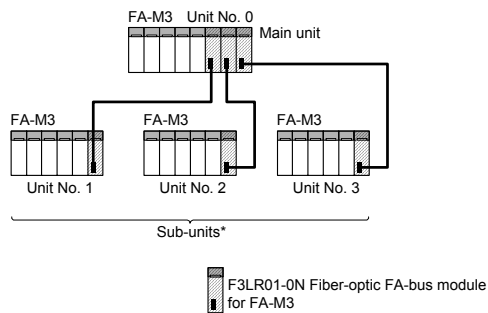 FA-M3 Unit No. 0
Main unit
FA-M3 FA-M3 FA-M3
Unit No. 1 Unit No. 2 Unit No. 3
Sub-units*
F3LR01-0N Fiber-optic FA-bus module
for FA-M3